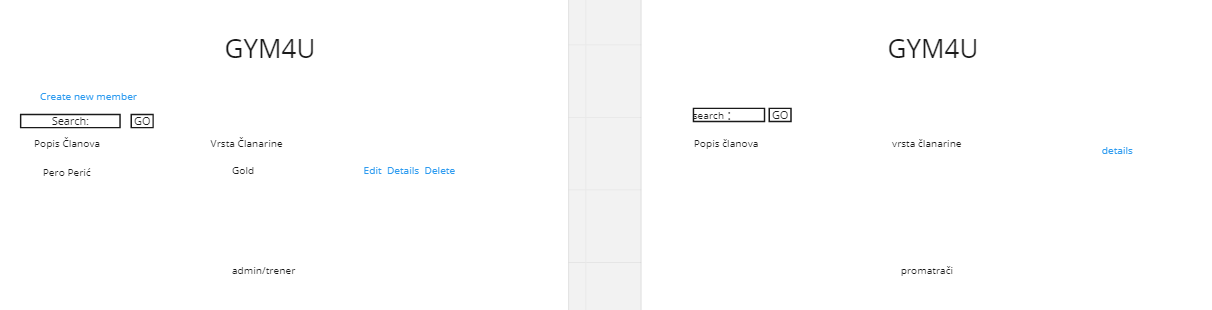 GYM4U
Create new member
Search: GO
Popis Članova Vrsta Članarine
Pero Perić Gold Edit Details Delete
admin/trener
GYM4U
search : GO
Popis članova vrsta članarine details
promatrači